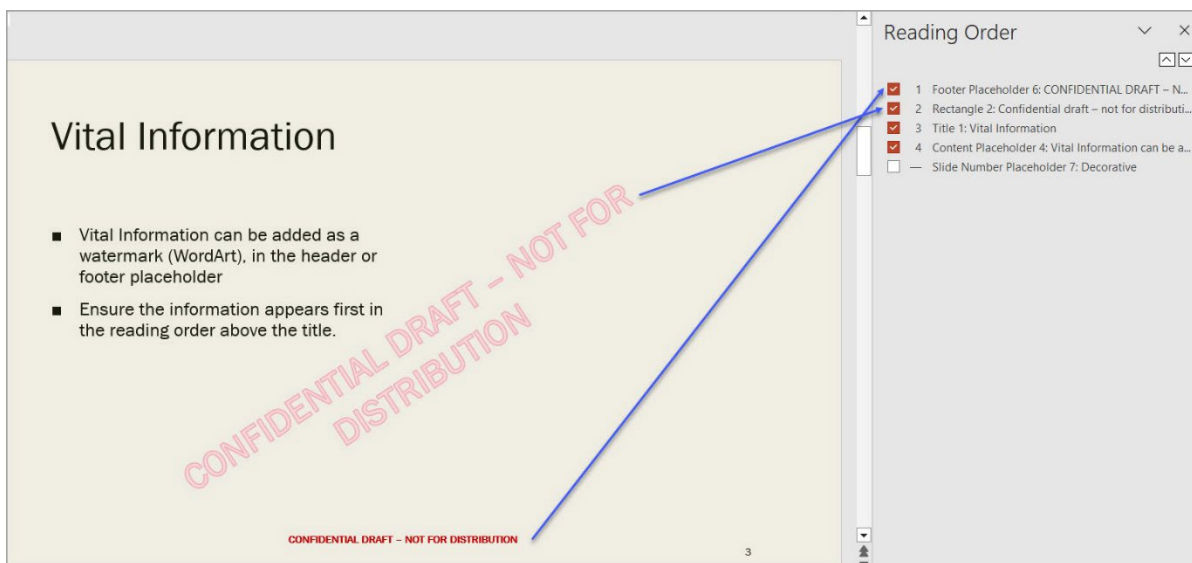 Vital Information
■ Vital Information can be added as a
watermark (WordArt), in the header or
footer placeholder
■ Ensure the information appears first in
the reading order above the title.
CONFIDENTIAL DRAFT – NOT FOR
DISTRIBUTION
CONFIDENTIAL DRAFT – NOT FOR DISTRIBUTION
3
Reading Order
1 Footer Placeholder 6: CONFIDENTIAL DRAFT – N...
2 Rectangle 2: Confidential draft – not for distributi...
3 Title 1: Vital Information
4 Content Placeholder 4: Vital Information can be a...
— Slide Number Placeholder 7: Decorative